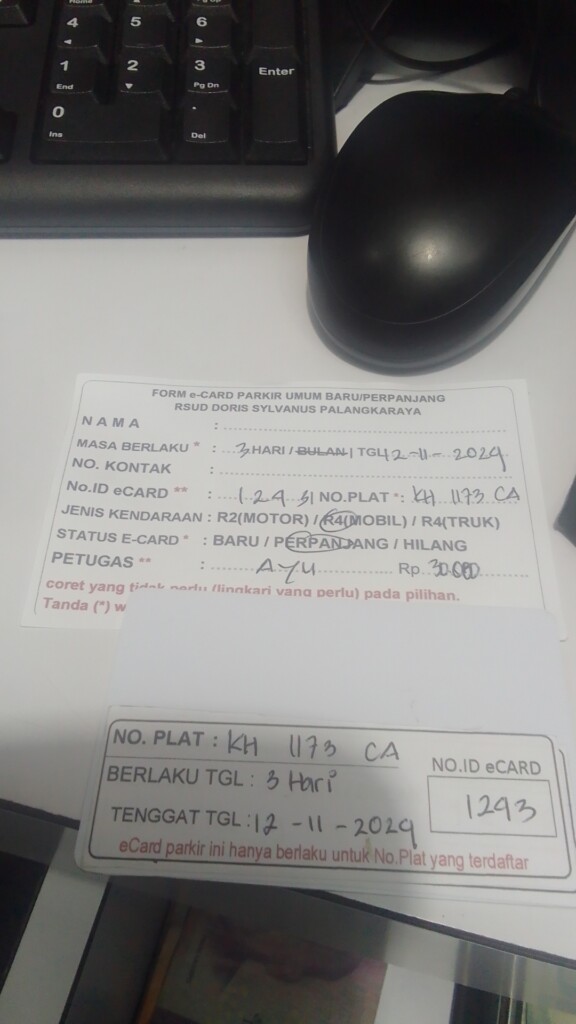 Home
4 5 6
1 2 3 Enter
End Pg Dn
0 .
Ins Del
FORM e-CARD PARKIR UMUM BARU/PERPANJANG
RSUD DORIS SYLVANUS PALANGKARAYA
NAMA :
MASA BERLAKU * : 3 HARI / BULAN | TGL 12-11-2029
NO. KONTAK :
No.ID eCARD ** : 1293 | NO.PLAT *: KH 1173 CA
JENIS KENDARAAN : R2(MOTOR) / R4(MOBIL) / R4(TRUK)
STATUS E-CARD * : BARU / PERPANJANG / HILANG
PETUGAS ** : AYU Rp. 30.000
coret yang tidak perlu /lingkari yang perlu) pada pilihan.
Tanda (*) w
NO. PLAT : KH 1173 CA
BERLAKU TGL : 3 Hari
TENGGAT TGL : 12 - 11 - 2029
NO.ID eCARD
1293
eCard parkir ini hanya berlaku untuk No.Plat yang terdaftar